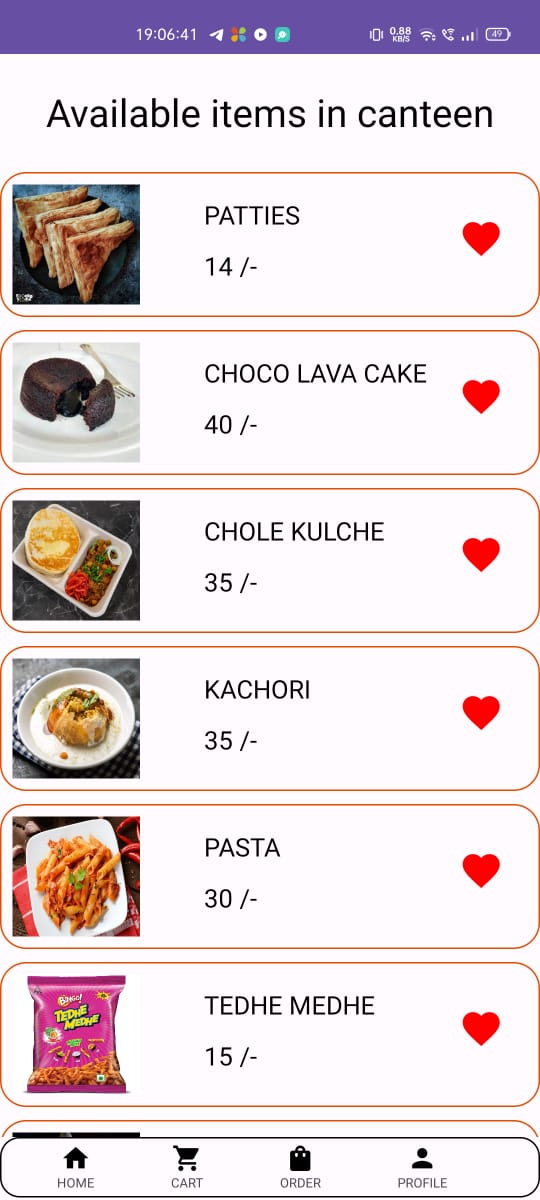 19:06:41
0.88
KB/S
49
Available items in canteen
PATTIES
14 /-
CHOCO LAVA CAKE
40 /-
CHOLE KULCHE
35 /-
KACHORI
35 /-
PASTA
30 /-
BiNGO!
TEDHE
MEDHE
TEDHE MEDHE
15 /-
HOME
CART
ORDER
PROFILE